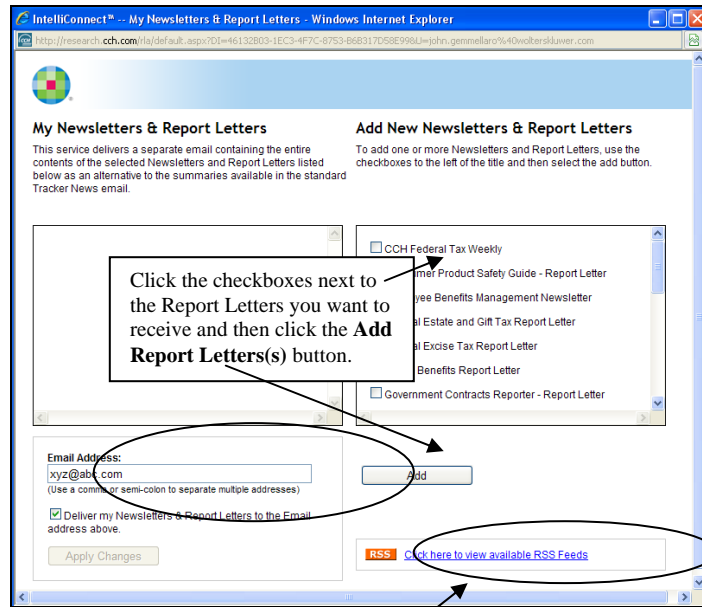 IntelliConnect™ -- My Newsletters & Report Letters - Windows Internet Explorer
http://research.cch.com/rla/default.aspx?DI=46132B03-1EC3-4F7C-8753-B6B317D58E99&U=john.gemmellaro%40wolterskluwer.com
My Newsletters & Report Letters
This service delivers a separate email containing the entire
contents of the selected Newsletters and Report Letters listed
below as an alternative to the summaries available in the standard
Tracker News email.
Add New Newsletters & Report Letters
To add one or more Newsletters and Report Letters, use the
checkboxes to the left of the title and then select the add button.
Click the checkboxes next to
the Report Letters you want to
receive and then click the Add
Report Letters(s) button.
CCH Federal Tax Weekly
mer Product Safety Guide - Report Letter
yee Benefits Management Newsletter
al Estate and Gift Tax Report Letter
al Excise Tax Report Letter
Benefits Report Letter
Government Contracts Reporter - Report Letter
Email Address:
xyz@abc.com
(Use a comma or semi-colon to separate multiple addresses)
Deliver my Newsletters & Report Letters to the Email
address above.
Apply Changes
Add
RSS Click here to view available RSS Feeds